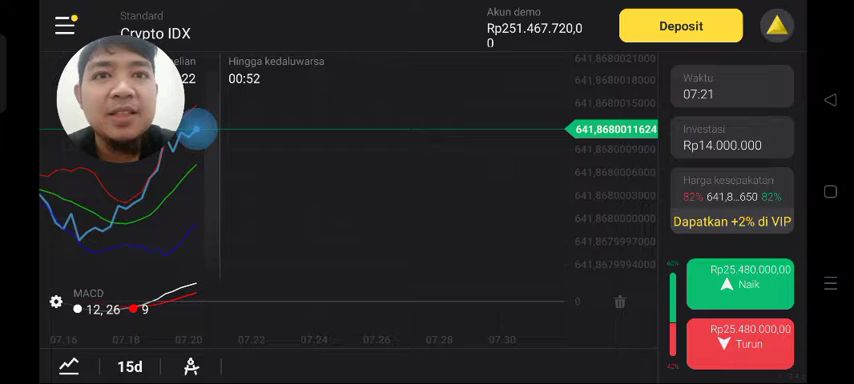 Standard
Crypto IDX
Akun demo
Rp251.467.720,0
0
Deposit
Hingga kedaluwarsa
00:52
22
641,8680021000
641,8680018000
641,8680015000
641,8680011624
641,8680009000
641,8680006000
641,8680003000
641,8680000000
641,8679997000
641,8679994000
Waktu
07:21
Investasi
Rp14.000.000
Harga kesepakatan
82% 641,8...650 82%
Dapatkan +2% di VIP
Rp25.480.000,00
Naik
Rp25.480.000,00
Turun
MACD
12, 26 9
0
07.16 07.18 07.20 07.22 07.24 07.26 07.28 07.30
15d